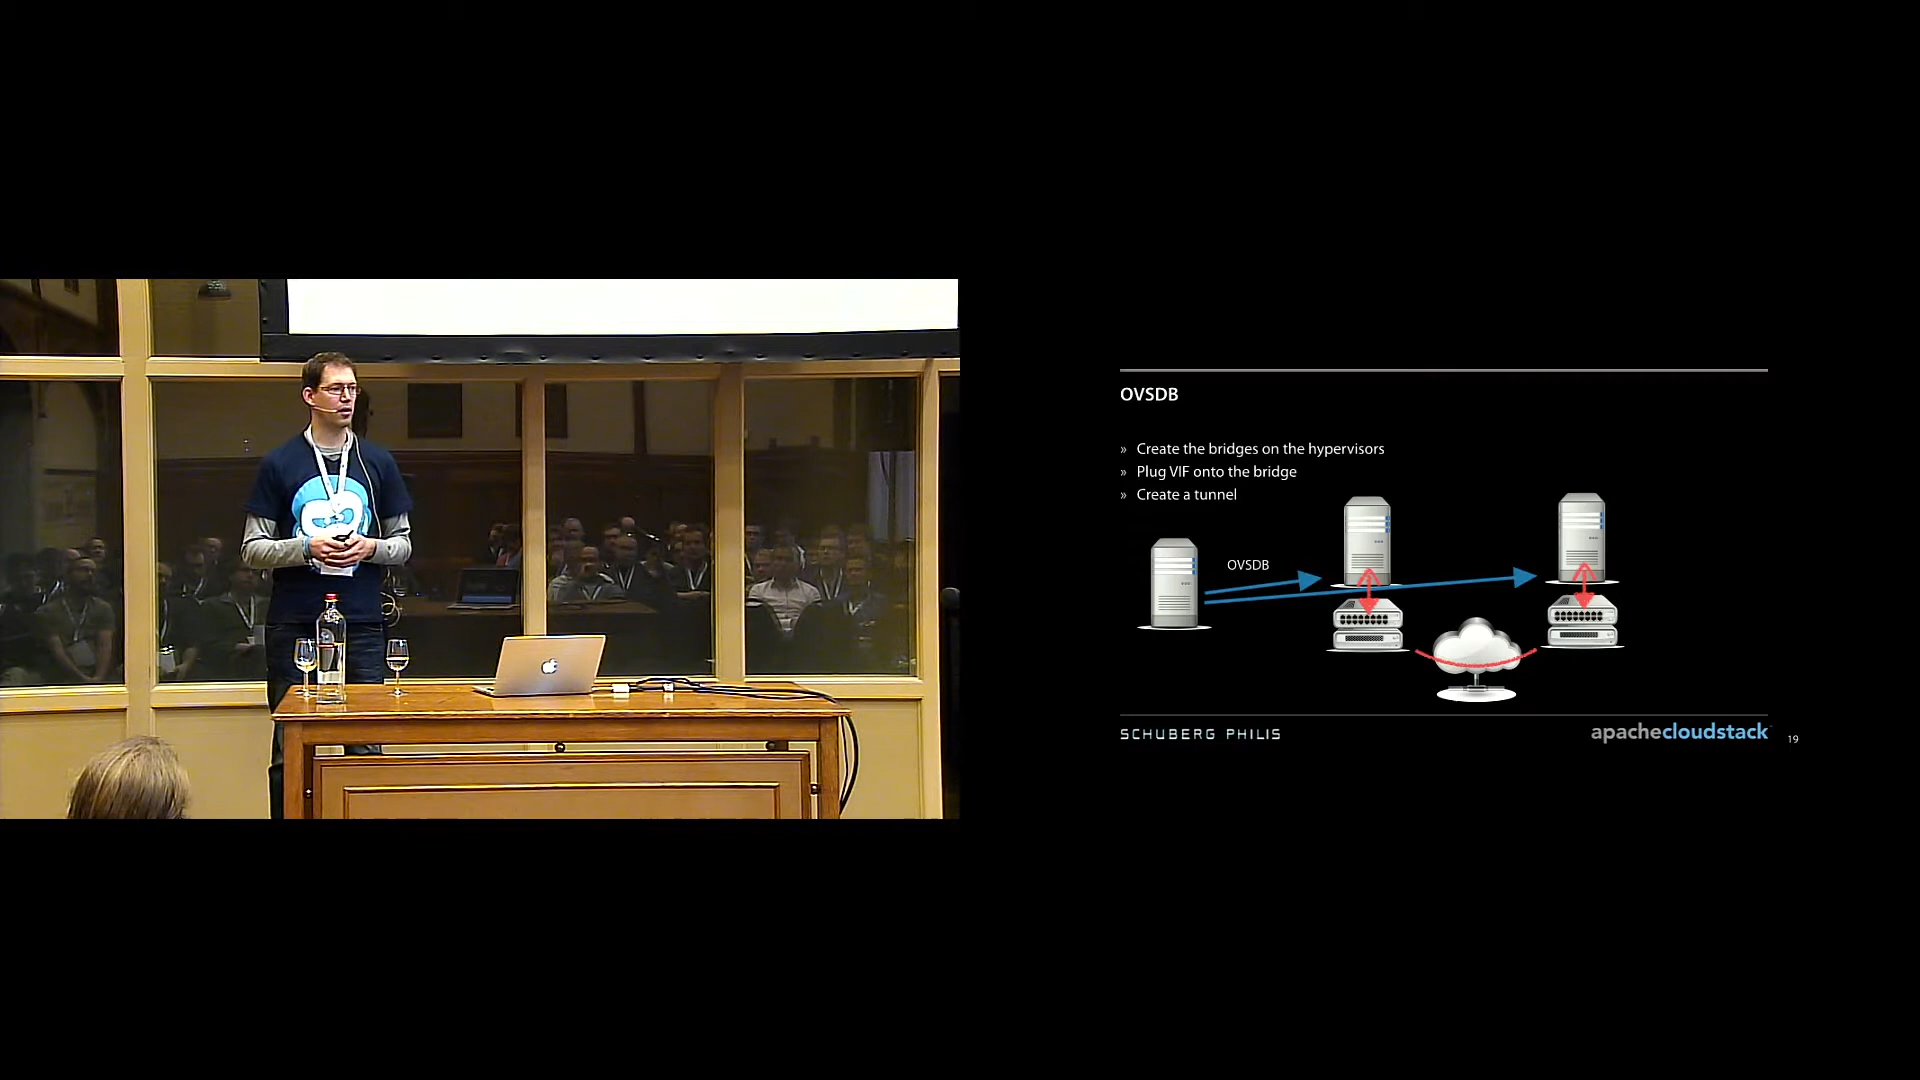 OVSDB
» Create the bridges on the hypervisors
» Plug VIF onto the bridge
» Create a tunnel
OVSDB
SCHUBERG PHILIS
apachecloudstack
19